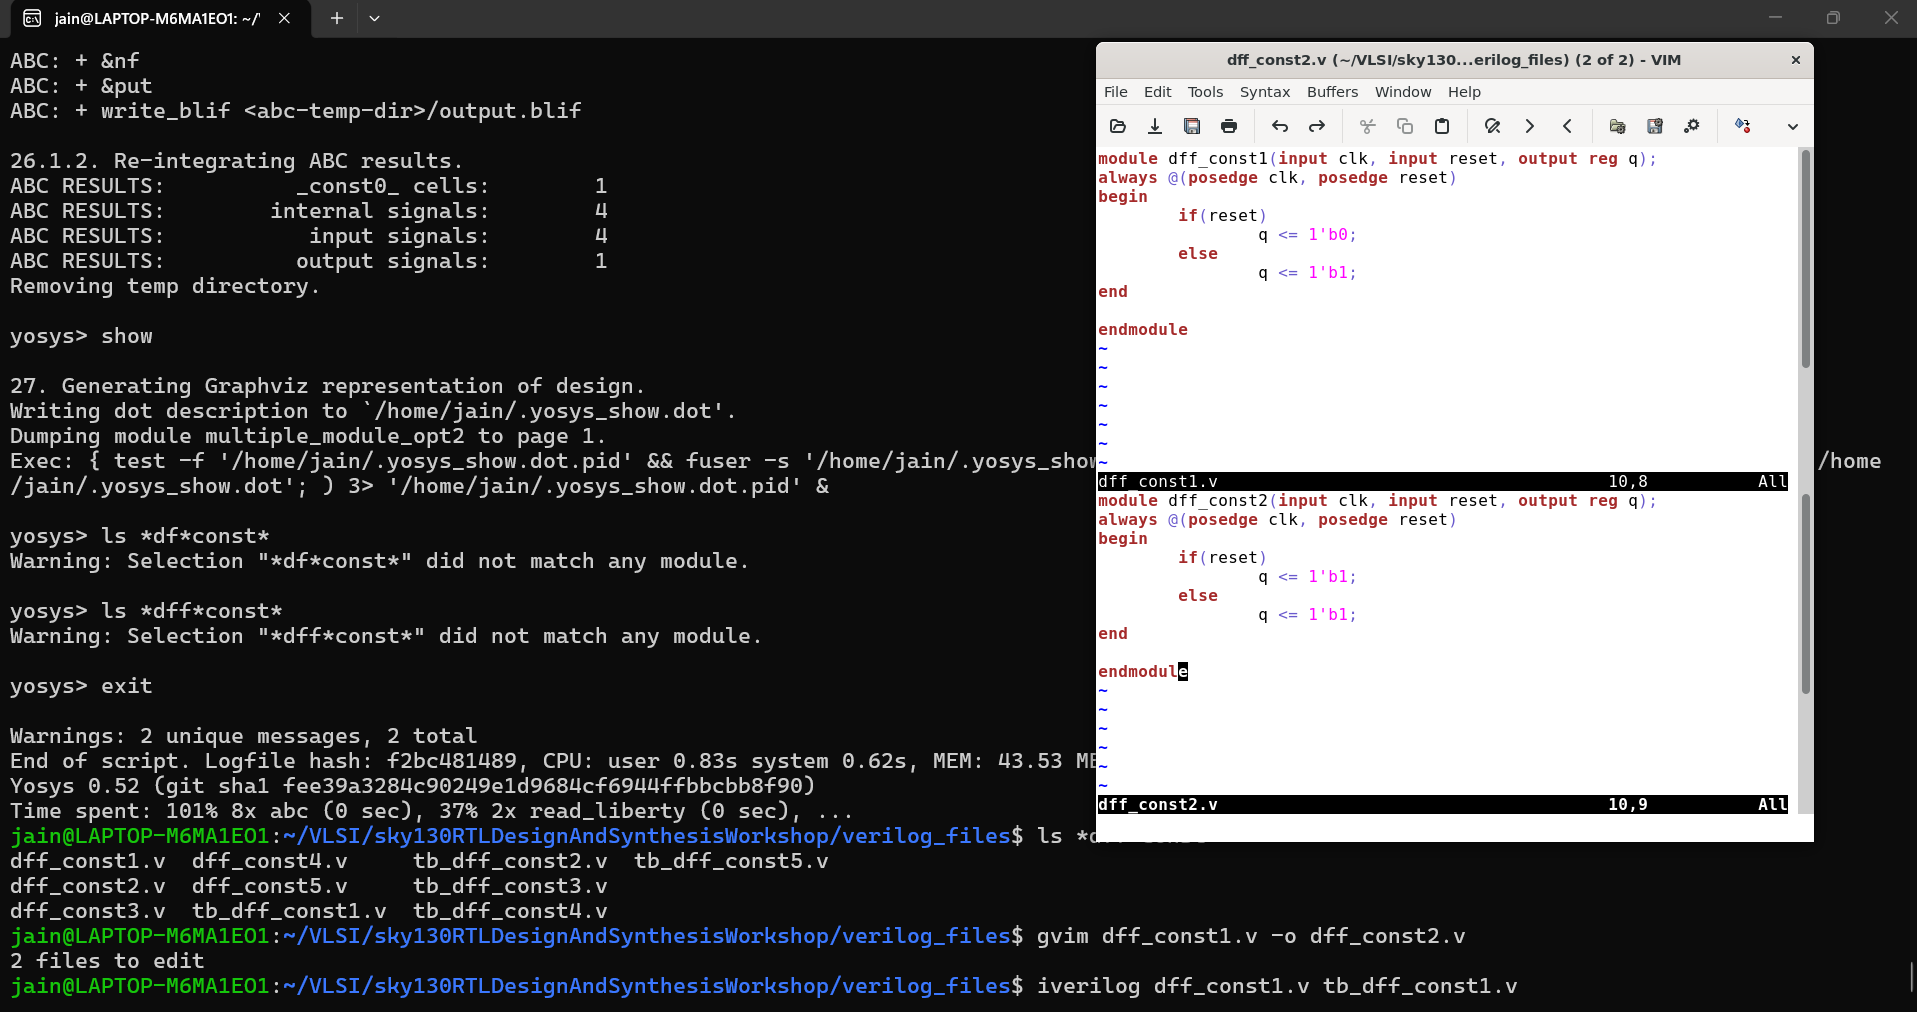 jain@LAPTOP-M6MA1EO1: ~/'
ABC: + &nf
ABC: + &put
ABC: + write_blif <abc-temp-dir>/output.blif
26.1.2. Re-integrating ABC results.
ABC RESULTS:          _const0_ cells:        1
ABC RESULTS:        internal signals:        4
ABC RESULTS:           input signals:        4
ABC RESULTS:          output signals:        1
Removing temp directory.
yosys> show
27. Generating Graphviz representation of design.
Writing dot description to `/home/jain/.yosys_show.dot'.
Dumping module multiple_module_opt2 to page 1.
Exec: { test -f '/home/jain/.yosys_show.dot.pid' && fuser -s '/home/jain/.yosys_show /home
/jain/.yosys_show.dot'; ) 3> '/home/jain/.yosys_show.dot.pid' &
yosys> ls *df*const*
Warning: Selection "*df*const*" did not match any module.
yosys> ls *dff*const*
Warning: Selection "*dff*const*" did not match any module.
yosys> exit
Warnings: 2 unique messages, 2 total
End of script. Logfile hash: f2bc481489, CPU: user 0.83s system 0.62s, MEM: 43.53 M
Yosys 0.52 (git sha1 fee39a3284c90249e1d9684cf6944ffbbcbb8f90)
Time spent: 101% 8x abc (0 sec), 37% 2x read_liberty (0 sec), ...
jain@LAPTOP-M6MA1EO1:~/VLSI/sky130RTLDesignAndSynthesisWorkshop/verilog_files$ ls
dff_const1.v  dff_const4.v     tb_dff_const2.v  tb_dff_const5.v
dff_const2.v  dff_const5.v     tb_dff_const3.v
dff_const3.v  tb_dff_const1.v  tb_dff_const4.v
jain@LAPTOP-M6MA1EO1:~/VLSI/sky130RTLDesignAndSynthesisWorkshop/verilog_files$ gvim dff_const1.v -o dff_const2.v
2 files to edit
jain@LAPTOP-M6MA1EO1:~/VLSI/sky130RTLDesignAndSynthesisWorkshop/verilog_files$ iverilog dff_const1.v tb_dff_const1.v
dff_const2.v (~/VLSI/sky130...erilog_files) (2 of 2) - VIM
File Edit Tools Syntax Buffers Window Help
module dff_const1(input clk, input reset, output reg q);
always @(posedge clk, posedge reset)
begin
        if(reset)
                q <= 1'b0;
        else
                q <= 1'b1;
end
endmodule
~
~
~
~
~
~
~
dff_const1.v 10,8 All
module dff_const2(input clk, input reset, output reg q);
always @(posedge clk, posedge reset)
begin
        if(reset)
                q <= 1'b1;
        else
                q <= 1'b1;
end
endmodule
~
~
~
~
~
~
dff_const2.v 10,9 All